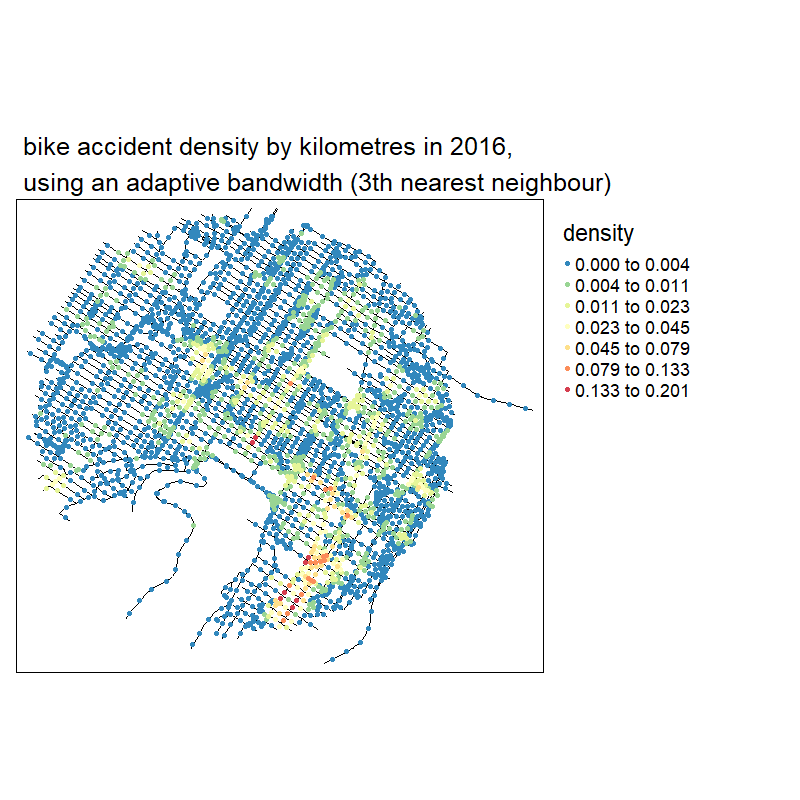 bike accident density by kilometres in 2016,
using an adaptive bandwidth (3th nearest neighbour)
density
0.000 to 0.004
0.004 to 0.011
0.011 to 0.023
0.023 to 0.045
0.045 to 0.079
0.079 to 0.133
0.133 to 0.201